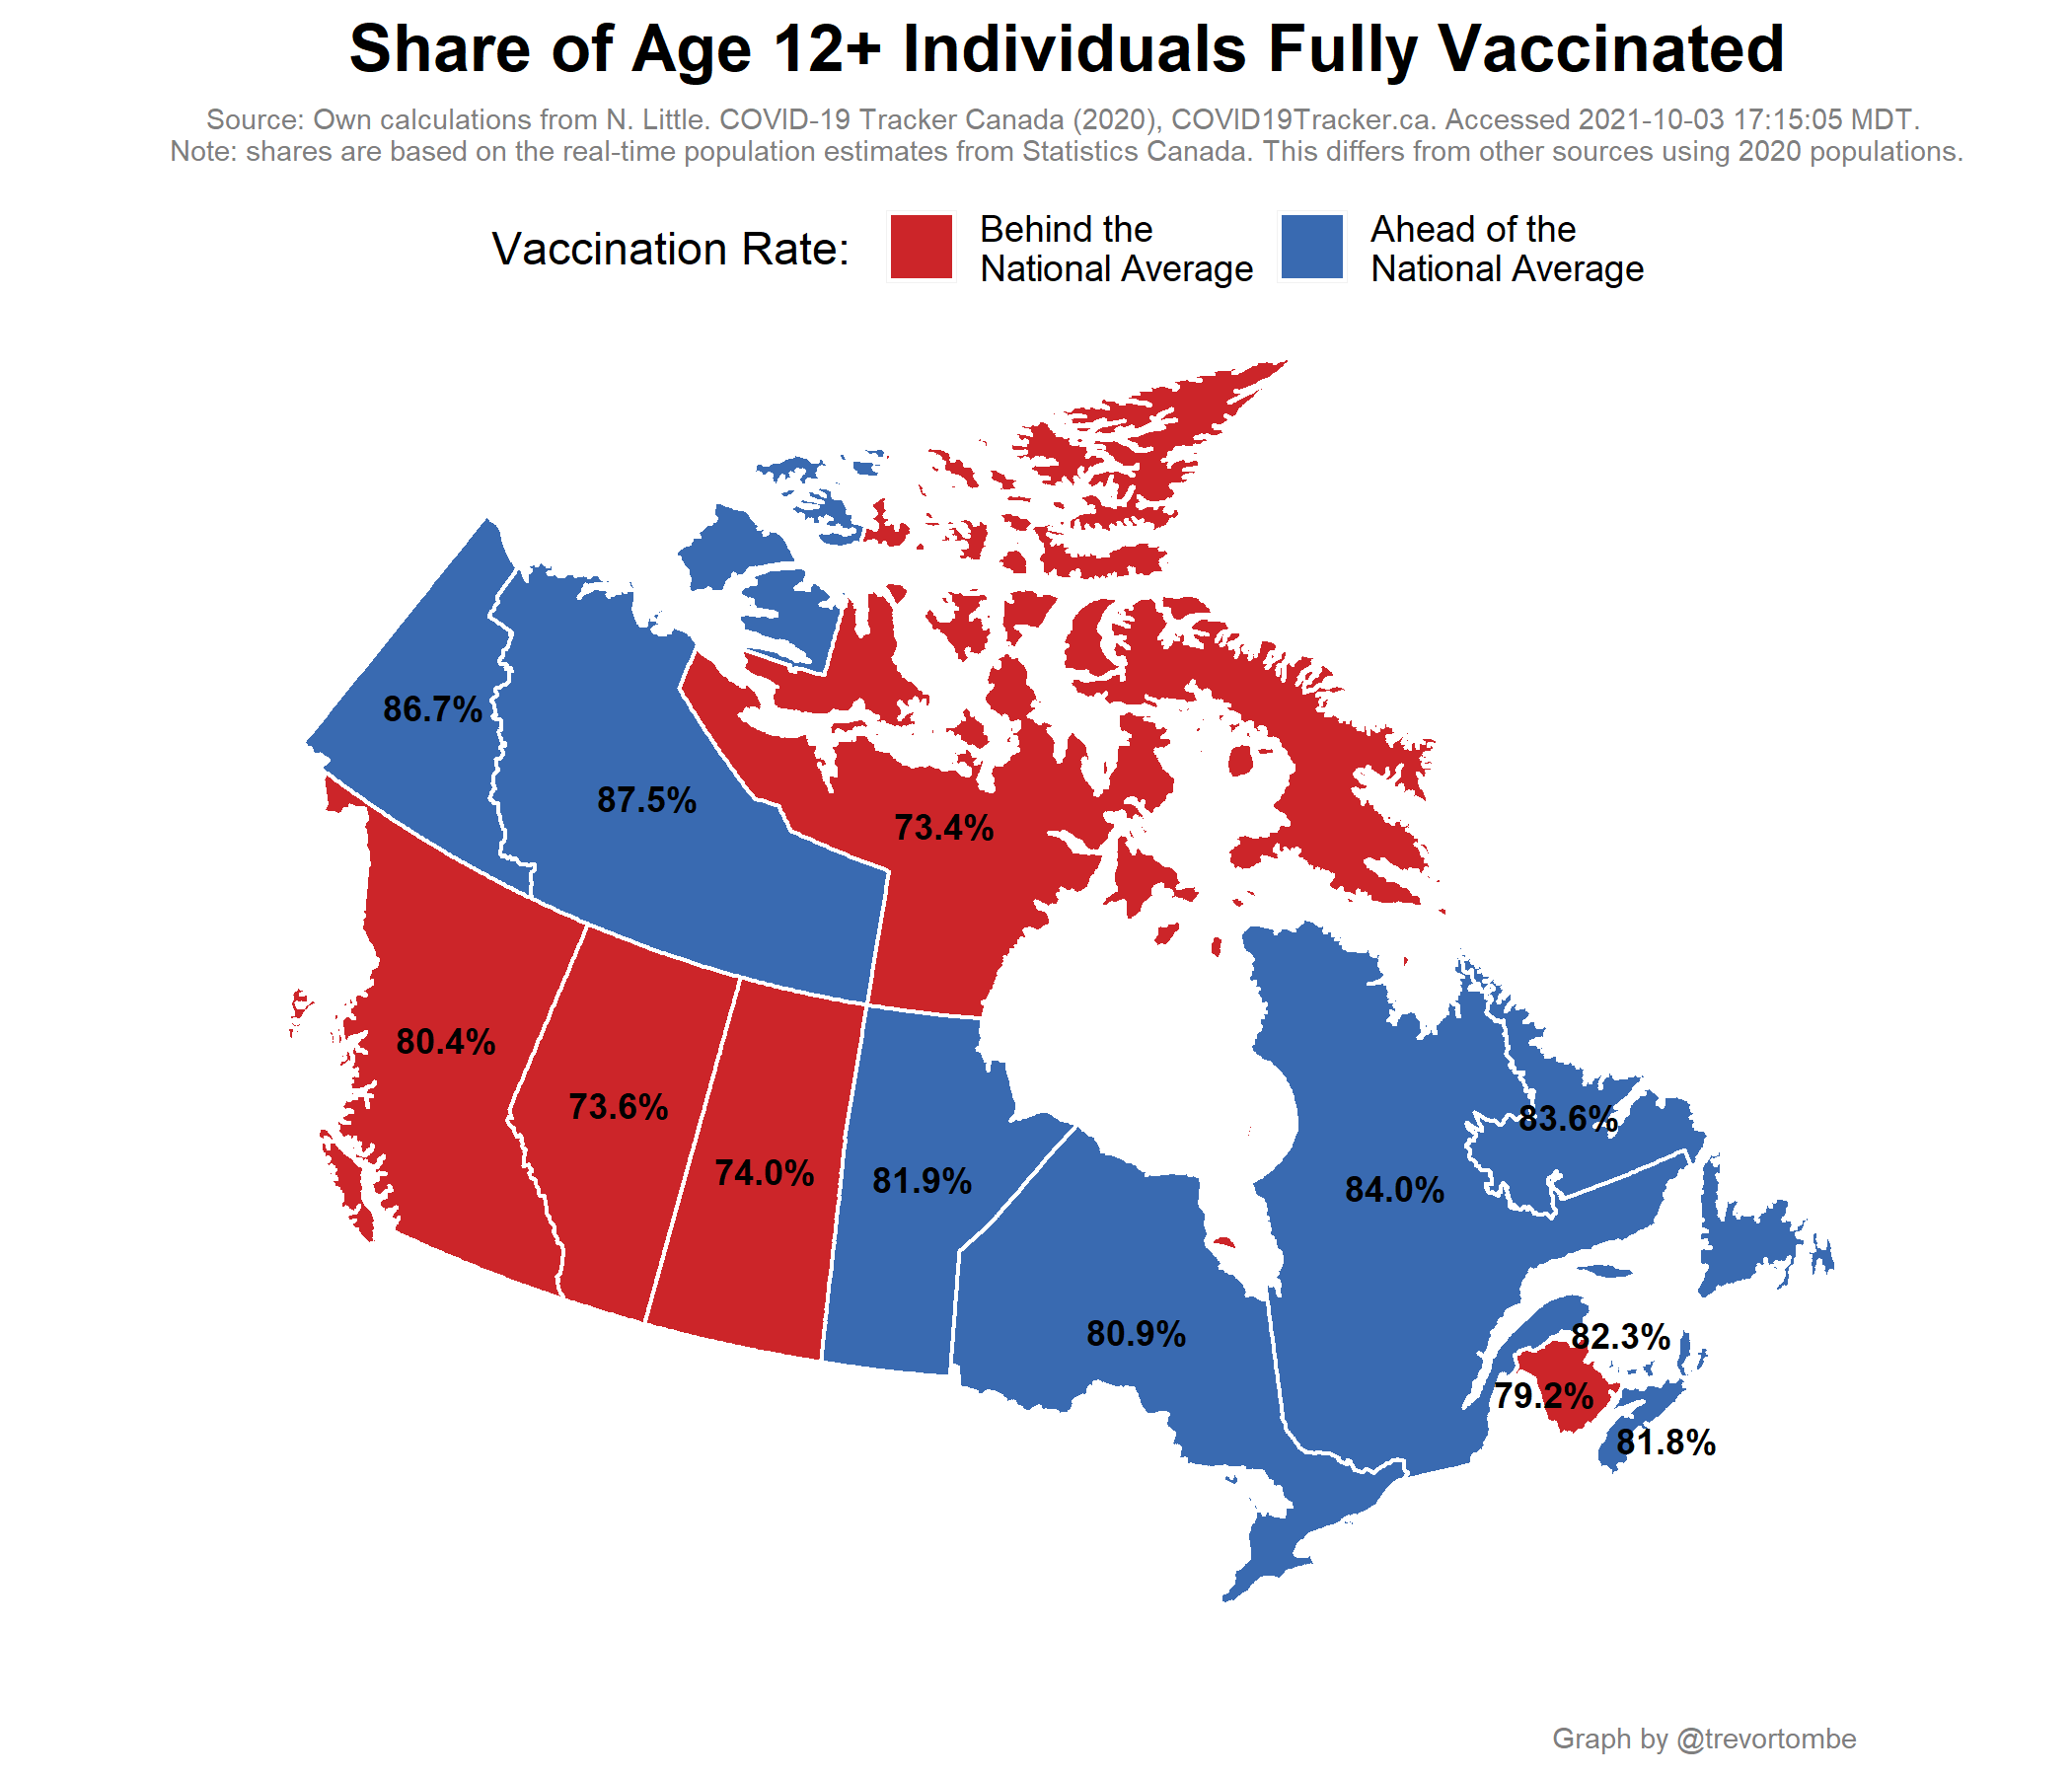 Share of Age 12+ Individuals Fully Vaccinated
Source: Own calculations from N. Little. COVID-19 Tracker Canada (2020), COVID19Tracker.ca. Accessed 2021-10-03 17:15:05 MDT.
Note: shares are based on the real-time population estimates from Statistics Canada. This differs from other sources using 2020 populations.
Vaccination Rate:
Behind the
National Average
Ahead of the
National Average
86.7%
87.5%
73.4%
80.4%
73.6%
74.0%
81.9%
80.9%
84.0%
83.6%
82.3%
79.2%
81.8%
Graph by @trevortombe